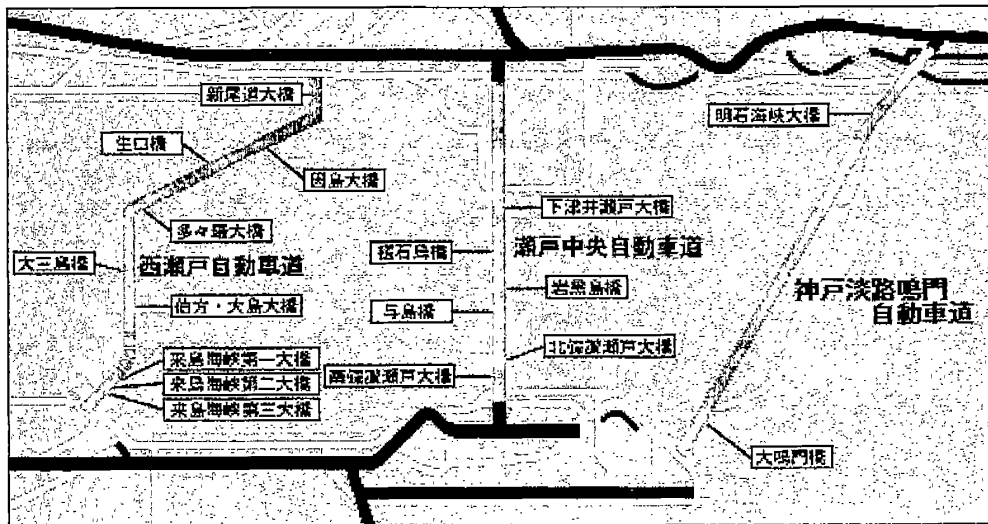 新尾道大橋
生口橋
因島大橋
多々羅大橋
大三島橋
西瀬戸自動車道
伯方・大島大橋
来島海峡第一大橋
来島海峡第二大橋
来島海峡第三大橋
下津井瀬戸大橋
櫃石島橋
瀬戸中央自動車道
岩黒島橋
与島橋
北備讃瀬戸大橋
南備讃瀬戸大橋
明石海峡大橋
神戸淡路鳴門
自動車道
大鳴門橋